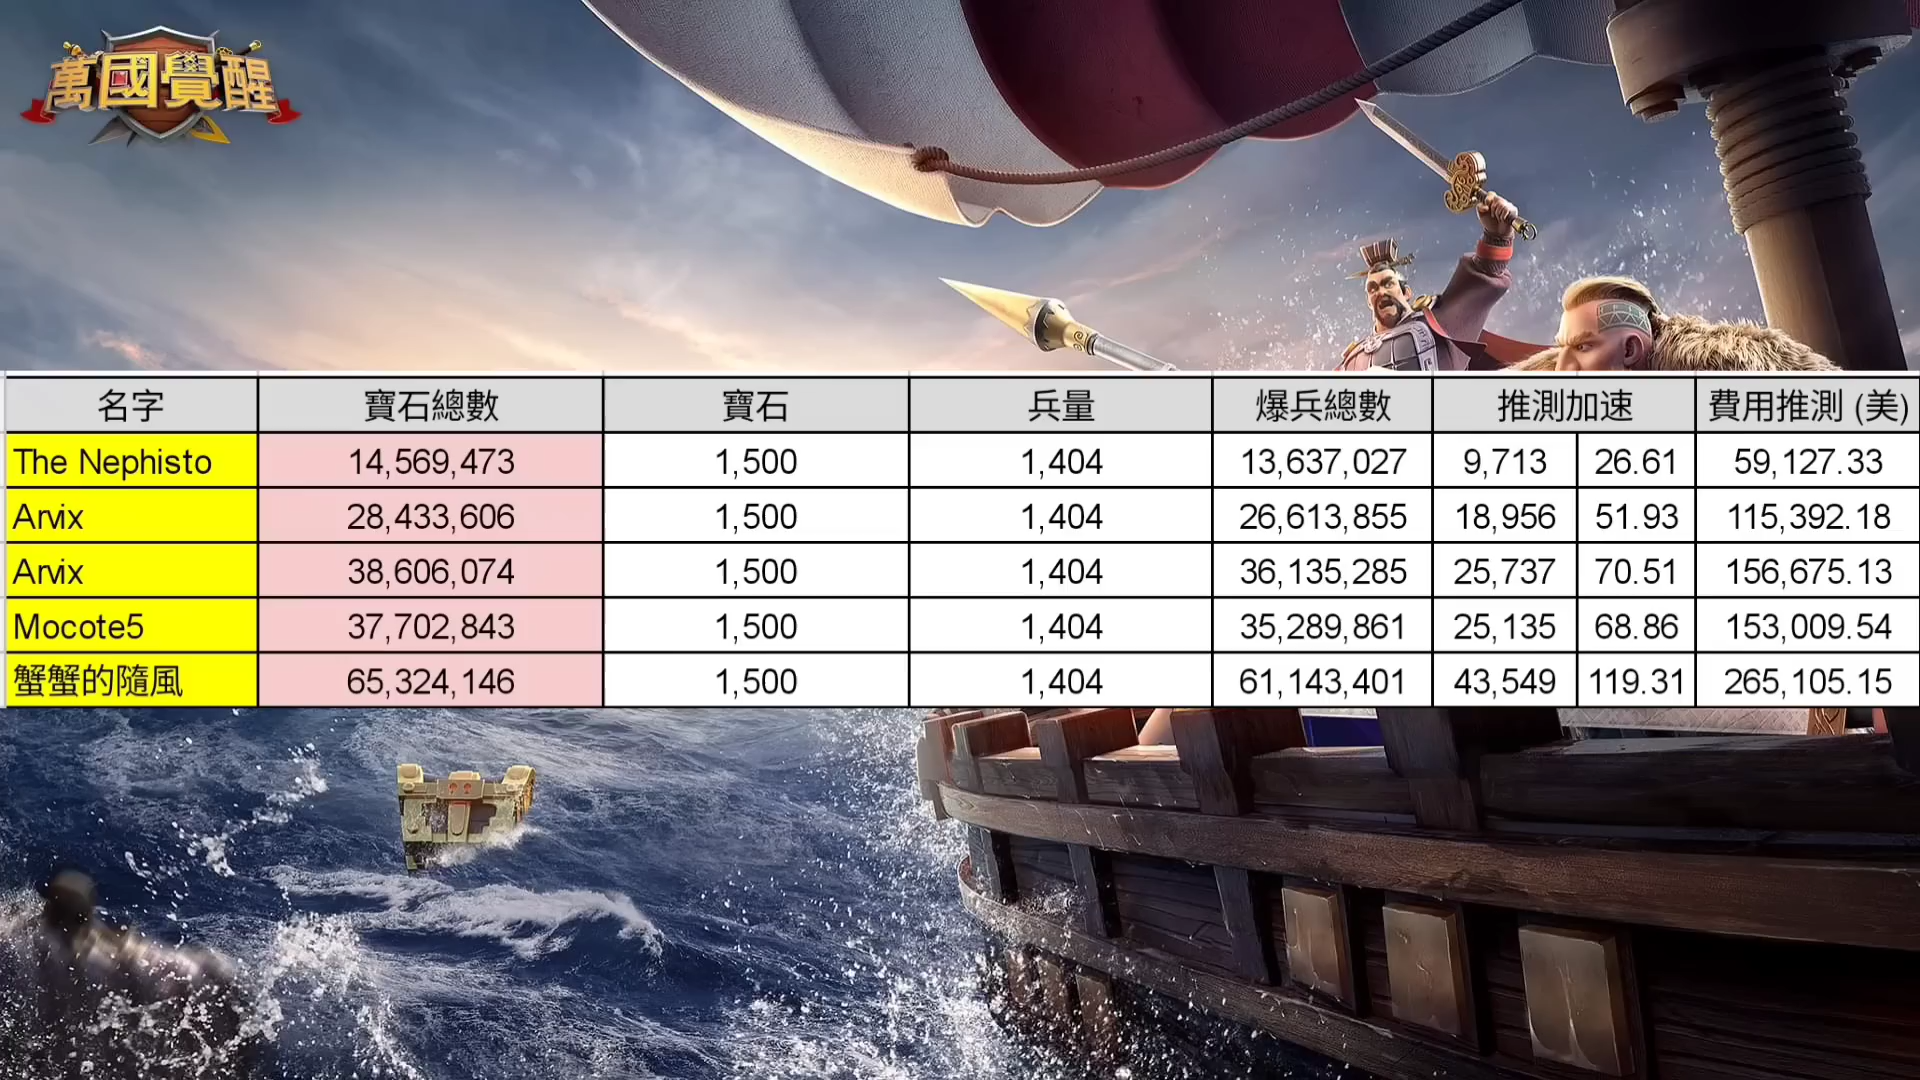 萬國覺醒
名字 寶石總數 寶石 兵量 爆兵總數 推測加速 費用推測 (美)
The Nephisto 14,569,473 1,500 1,404 13,637,027 9,713 26.61 59,127.33
Arvix 28,433,606 1,500 1,404 26,613,855 18,956 51.93 115,392.18
Arvix 38,606,074 1,500 1,404 36,135,285 25,737 70.51 156,675.13
Mocote5 37,702,843 1,500 1,404 35,289,861 25,135 68.86 153,009.54
蟹蟹的隨風 65,324,146 1,500 1,404 61,143,401 43,549 119.31 265,105.15